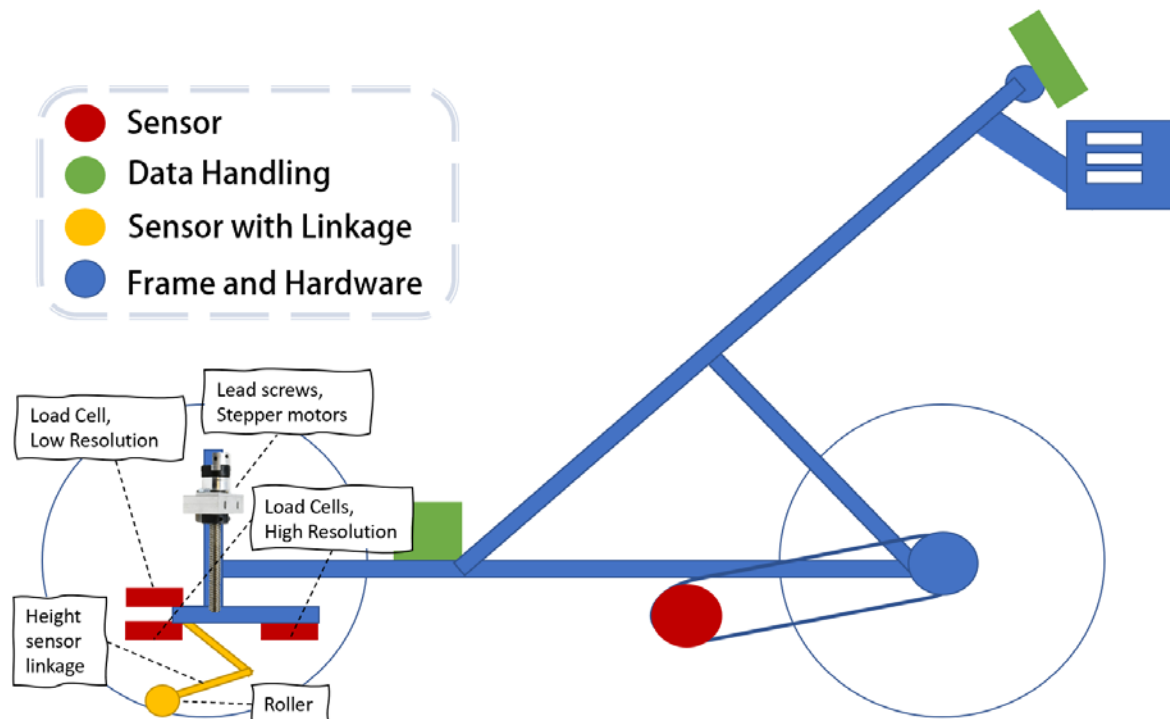 Sensor
Data Handling
Sensor with Linkage
Frame and Hardware
Lead screws,
Stepper motors
Load Cell,
Low Resolution
Load Cells,
High Resolution
Height
sensor
linkage
Roller